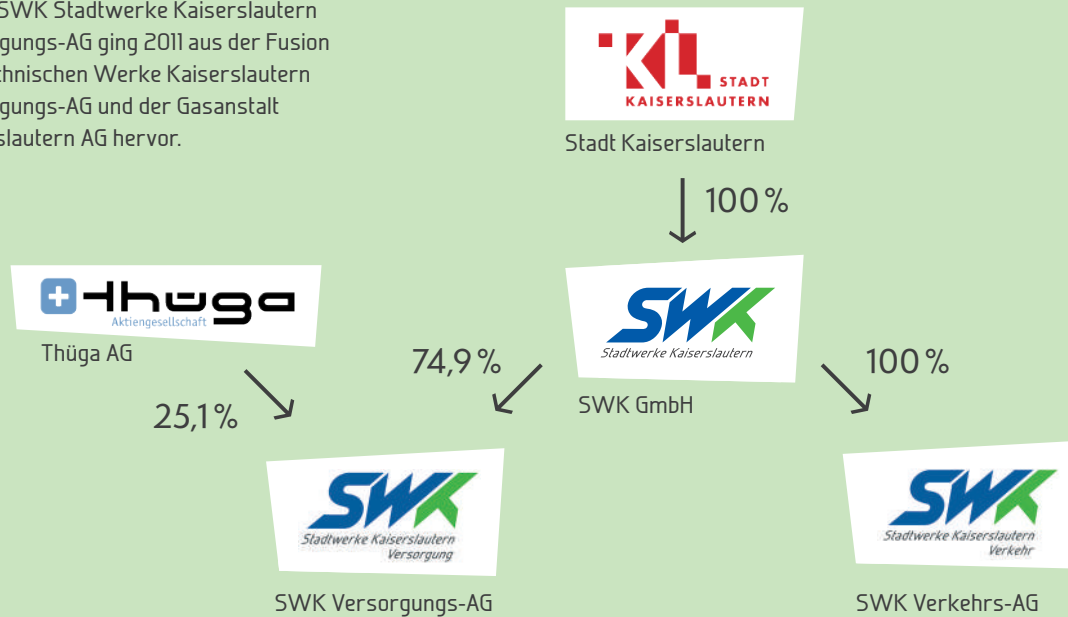 SWK Stadtwerke Kaiserslautern
gungs-AG ging 2011 aus der Fusion
chnischen Werke Kaiserslautern
gungs-AG und der Gasanstalt
slautern AG hervor.
KL STADT
KAISERSLAUTERN
Stadt Kaiserslautern
100 %
thüga
Aktiengesellschaft
Thüga AG
SWK
Stadtwerke Kaiserslautern
SWK GmbH
74,9 %
100 %
25,1 %
SWK
Stadtwerke Kaiserslautern
Versorgung
SWK Versorgungs-AG
SWK
Stadtwerke Kaiserslautern
Verkehr
SWK Verkehrs-AG